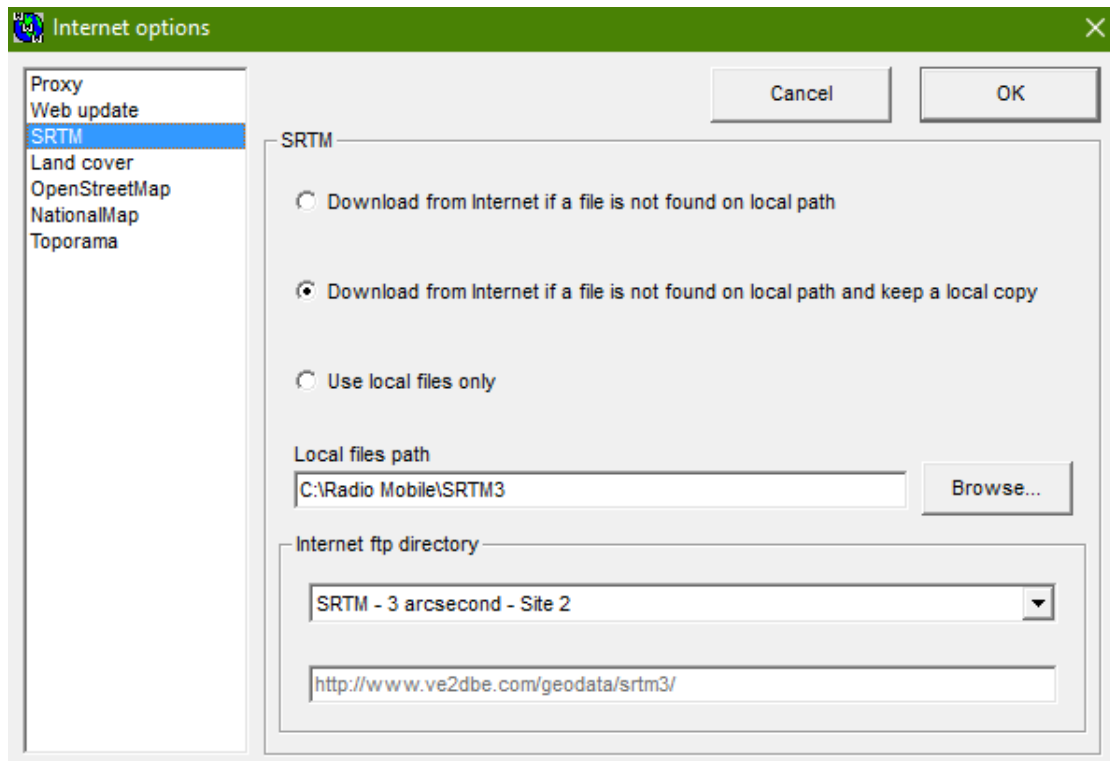 Internet options
Proxy
Web update
SRTM
Land cover
OpenStreetMap
NationalMap
Toporama
Cancel
OK
SRTM
Download from Internet if a file is not found on local path
Download from Internet if a file is not found on local path and keep a local copy
Use local files only
Local files path
C:\Radio Mobile\SRTM3
Browse...
Internet ftp directory
SRTM - 3 arcsecond - Site 2
http://www.ve2dbe.com/geodata/srtm3/